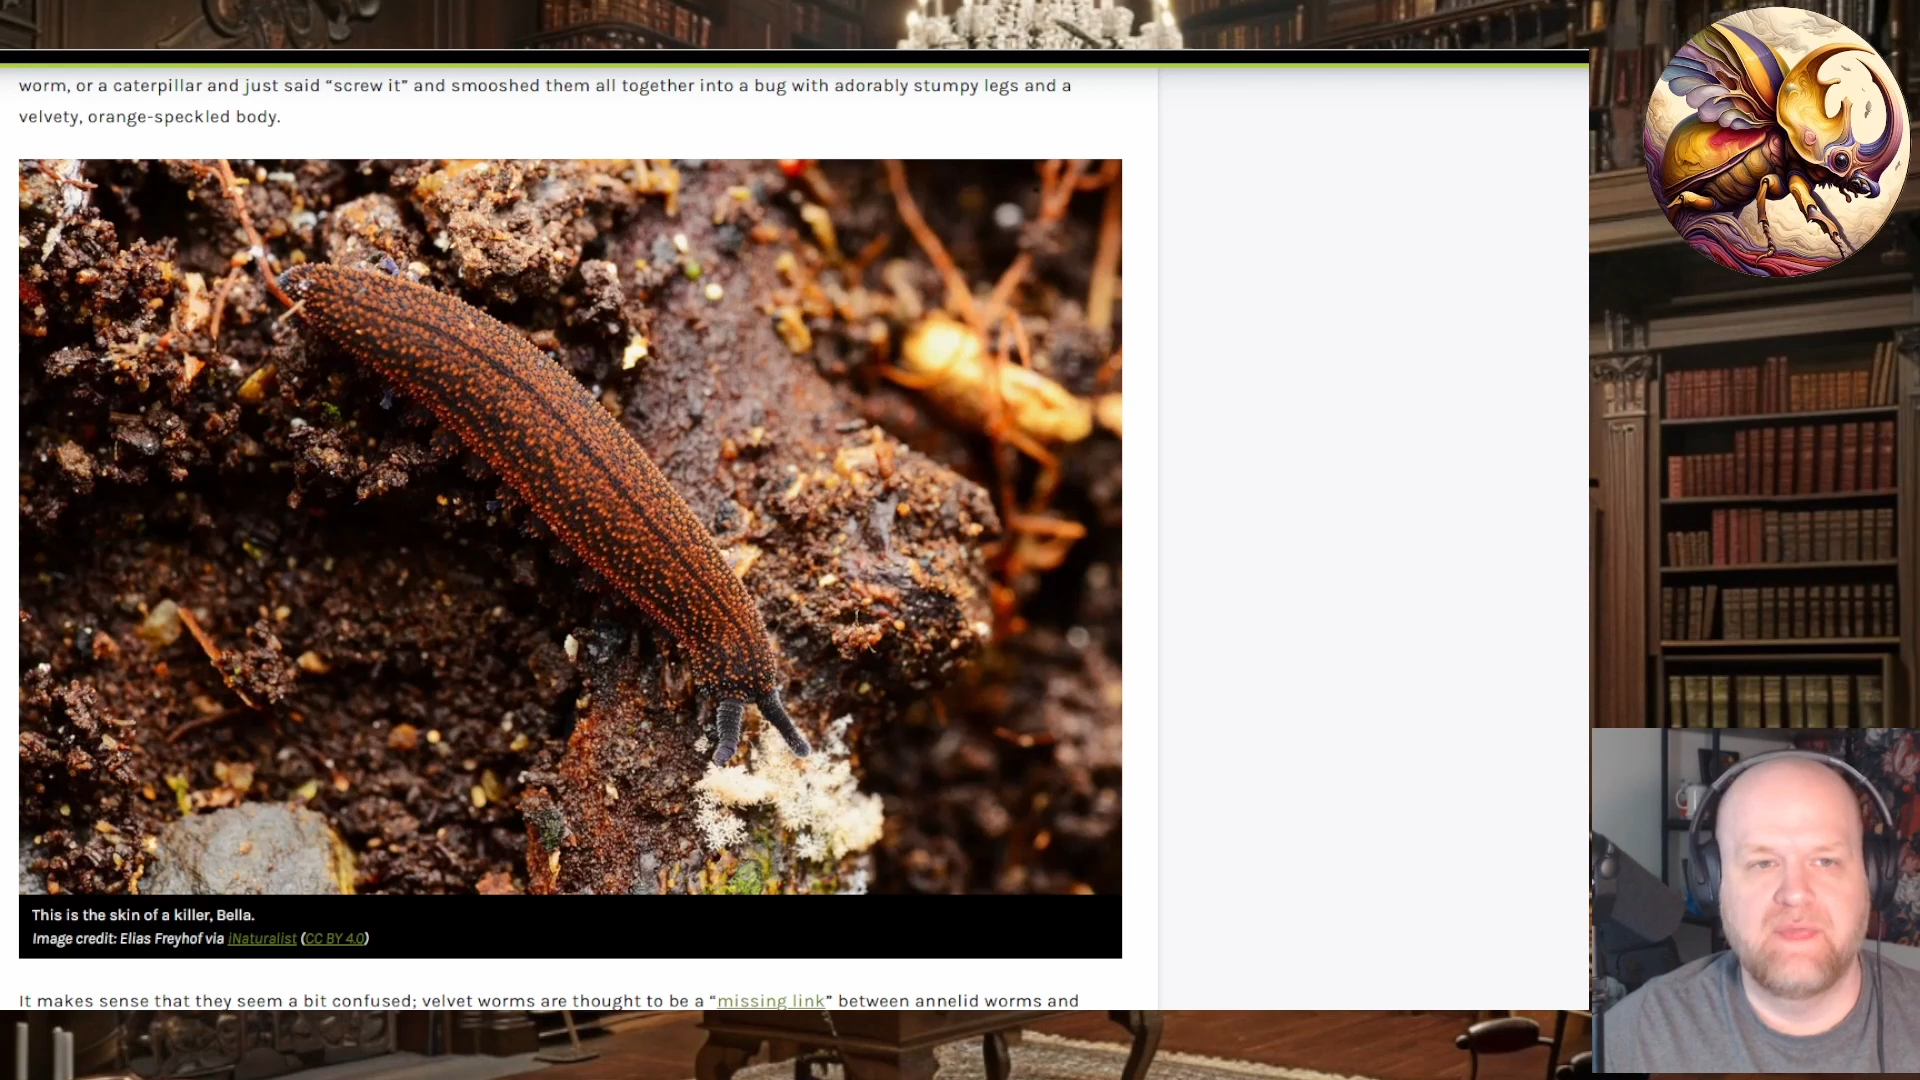 worm, or a caterpillar and just said “screw it” and smooshed them all together into a bug with adorably stumpy legs and a
velvety, orange-speckled body.
This is the skin of a killer, Bella.
Image credit: Elias Freyhof via iNaturalist (CC BY 4.0)
It makes sense that they seem a bit confused; velvet worms are thought to be a “missing link” between annelid worms and